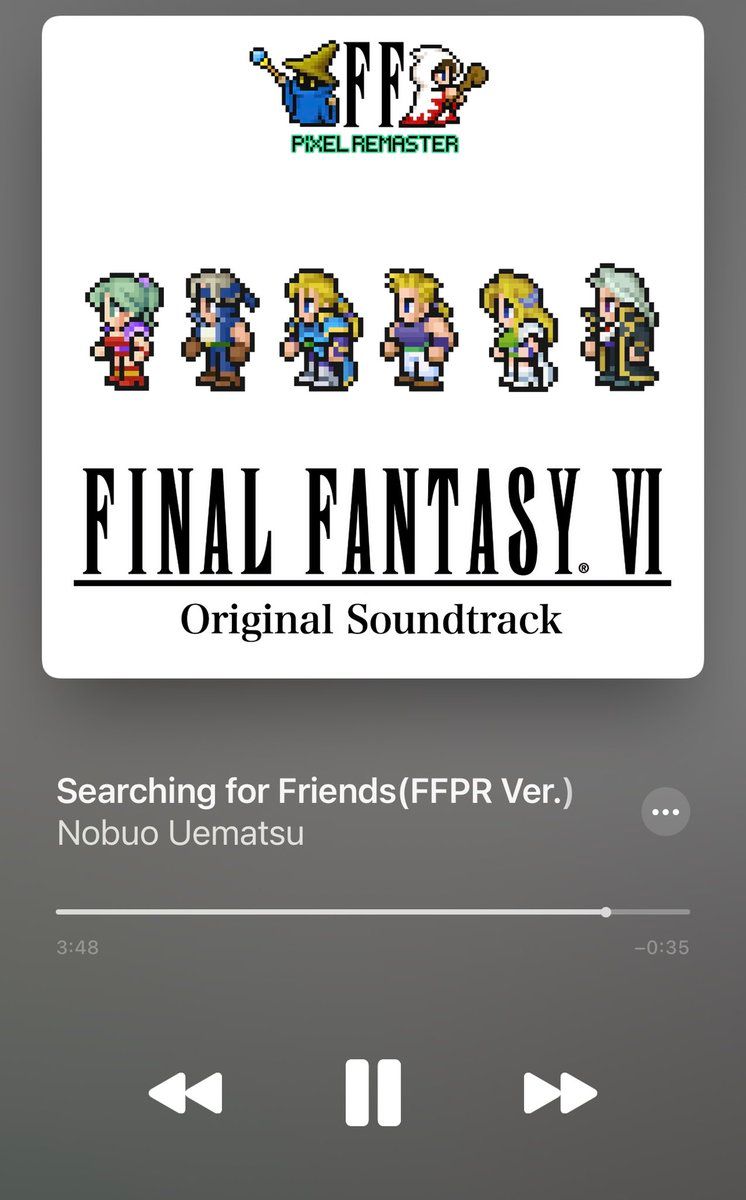 FF
PIXEL REMASTER
FINAL FANTASY® VI
Original Soundtrack
Searching for Friends(FFPR Ver.)
Nobuo Uematsu
3:48
−0:35